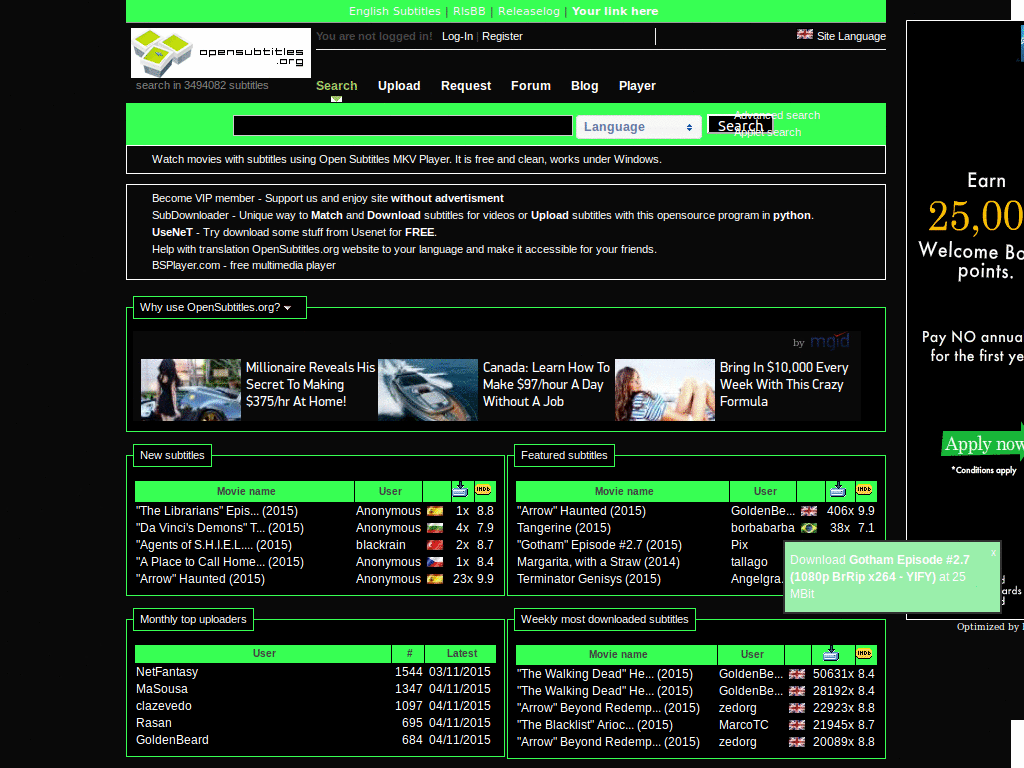 English Subtitles | RlsBB | Releaselog | Your link here
opensubtitles
.org
You are not logged in! Log-In | Register
Site Language
search in 3494082 subtitles
Search Upload Request Forum Blog Player
Language
Search
Advanced search
Applet search
Watch movies with subtitles using Open Subtitles MKV Player. It is free and clean, works under Windows.
Become VIP member - Support us and enjoy site without advertisment
SubDownloader - Unique way to Match and Download subtitles for videos or Upload subtitles with this opensource program in python.
UseNeT - Try download some stuff from Usenet for FREE.
Help with translation OpenSubtitles.org website to your language and make it accessible for your friends.
BSPlayer.com - free multimedia player
Why use OpenSubtitles.org?
by mgid
Millionaire Reveals His
Secret To Making
$375/hr At Home!
Canada: Learn How To
Make $97/hour A Day
Without A Job
Bring In $10,000 Every
Week With This Crazy
Formula
New subtitles
Movie name User IMDb
"The Librarians" Epis... (2015) Anonymous 1x 8.8
"Da Vinci's Demons" T... (2015) Anonymous 4x 7.9
"Agents of S.H.I.E.L.... (2015) blackrain 2x 8.7
"A Place to Call Home... (2015) Anonymous 1x 8.4
"Arrow" Haunted (2015) Anonymous 23x 9.9
Featured subtitles
Movie name User IMDb
"Arrow" Haunted (2015) GoldenBe... 406x 9.9
Tangerine (2015) borbabarba 38x 7.1
"Gotham" Episode #2.7 (2015) Pix
Margarita, with a Straw (2014) tallago
Terminator Genisys (2015) Angelgra.
Download Gotham Episode #2.7
(1080p BrRip x264 - YIFY) at 25
MBit
x
Monthly top uploaders
User # Latest
NetFantasy 1544 03/11/2015
MaSousa 1347 04/11/2015
clazevedo 1097 04/11/2015
Rasan 695 04/11/2015
GoldenBeard 684 04/11/2015
Weekly most downloaded subtitles
Movie name User IMDb
"The Walking Dead" He... (2015) GoldenBe... 50631x 8.4
"The Walking Dead" He... (2015) GoldenBe... 28192x 8.4
"Arrow" Beyond Redemp... (2015) zedorg 22923x 8.8
"The Blacklist" Arioc... (2015) MarcoTC 21945x 8.7
"Arrow" Beyond Redemp... (2015) zedorg 20089x 8.8
Earn
25,00
Welcome Bo
points.
Pay NO annua
for the first ye
Apply now
*Conditions apply
d
ards
d
Optimized by